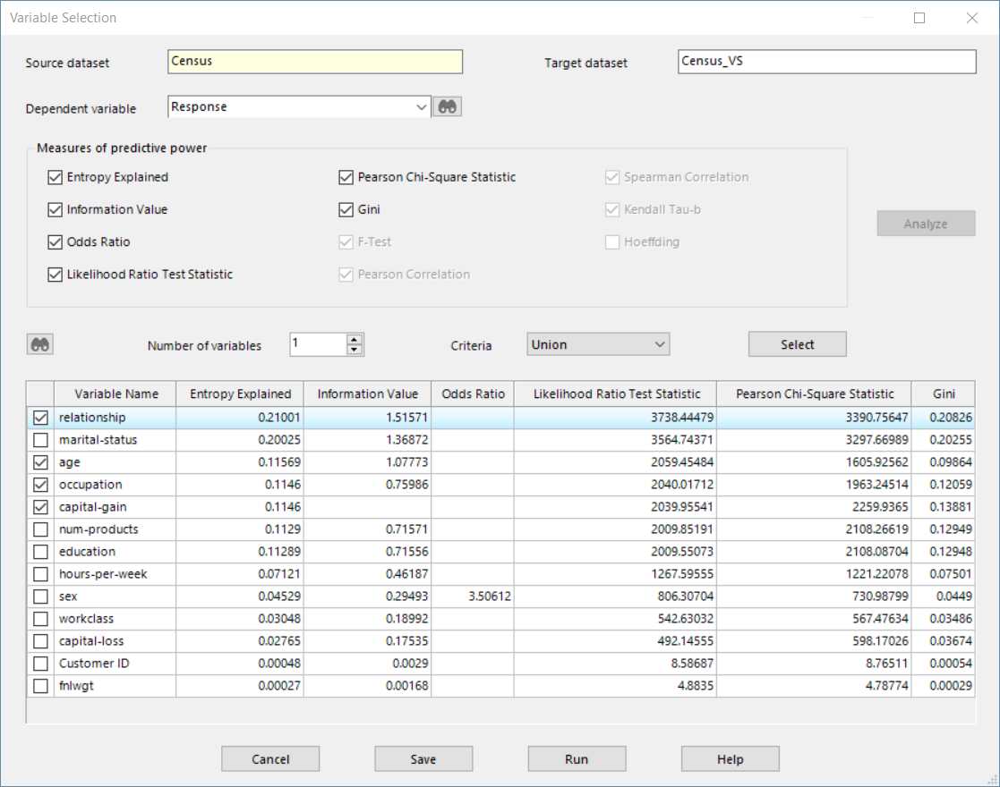 Variable Selection
Source dataset Census Target dataset Census_VS
Dependent variable Response
Measures of predictive power
Entropy Explained Pearson Chi-Square Statistic Spearman Correlation
Information Value Gini Kendall Tau-b
Analyze
Odds Ratio F-Test Hoeffding
Likelihood Ratio Test Statistic Pearson Correlation
Number of variables 1 Criteria Union Select
Variable Name Entropy Explained Information Value Odds Ratio Likelihood Ratio Test Statistic Pearson Chi-Square Statistic Gini
relationship 0.21001 1.51571 3738.44479 3390.75647 0.20826
marital-status 0.20025 1.36872 3564.74371 3297.66989 0.20255
age 0.11569 1.07773 2059.45484 1605.92562 0.09864
occupation 0.1146 0.75986 2040.01712 1963.24514 0.12059
capital-gain 0.1146 2039.95541 2259.9365 0.13881
num-products 0.1129 0.71571 2009.85191 2108.26619 0.12949
education 0.11289 0.71556 2009.55073 2108.08704 0.12948
hours-per-week 0.07121 0.46187 1267.59555 1221.22078 0.07501
sex 0.04529 0.29493 3.50612 806.30704 730.98799 0.0449
workclass 0.03048 0.18992 542.63032 567.47634 0.03486
capital-loss 0.02765 0.17535 492.14555 598.17026 0.03674
Customer ID 0.00048 0.0029 8.58687 8.76511 0.00054
fnlwgt 0.00027 0.00168 4.8835 4.78774 0.00029
Cancel Save Run Help